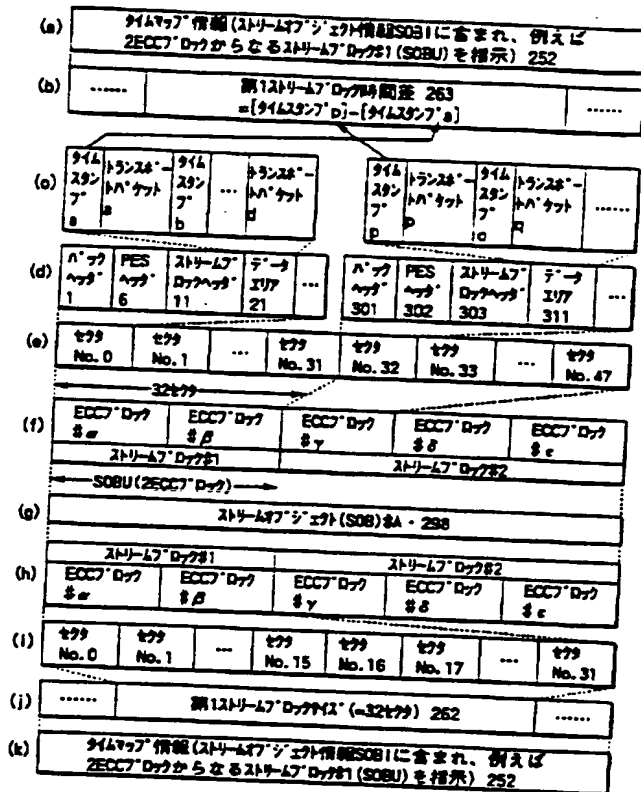 (a) タイムマップ情報(ストリームオブジェクト情報SOBIに含まれ、例えば
2ECCブロックからなるストリームブロック#1(SOBU)を指示) 252
(b) ...... 第1ストリームブロック時間差 263 ......
=[タイムスタンプp]-[タイムスタンプa]
(c) タイムスタンプa トランスポートパケットa タイムスタンプb ... トランスポートパケットd タイムスタンプp トランスポートパケットp タイムスタンプq トランスポートパケットq ......
(d) パックヘッダ1 PESヘッダ6 ストリームブロックヘッダ11 データエリア21 ... パックヘッダ301 PESヘッダ302 ストリームブロックヘッダ303 データエリア311 ...
(e) セクタNo.0 セクタNo.1 ... セクタNo.31 セクタNo.32 セクタNo.33 ... セクタNo.47
32セクタ
(f) ECCブロック#α ECCブロック#β ECCブロック#γ ECCブロック#δ ECCブロック#ε
ストリームブロック#1 ストリームブロック#2
SOBU(2ECCブロック)
(g) ストリームオブジェクト(SOB)#A・298
ストリームブロック#1 ストリームブロック#2
(h) ECCブロック#α ECCブロック#β ECCブロック#γ ECCブロック#δ ECCブロック#ε
(i) セクタNo.0 セクタNo.1 ... セクタNo.15 セクタNo.16 セクタNo.17 ... セクタNo.31
(j) ...... 第1ストリームブロックサイズ(=32セクタ) 262 ......
(k) タイムマップ情報(ストリームオブジェクト情報SOBIに含まれ、例えば
2ECCブロックからなるストリームブロック#1(SOBU)を指示) 252